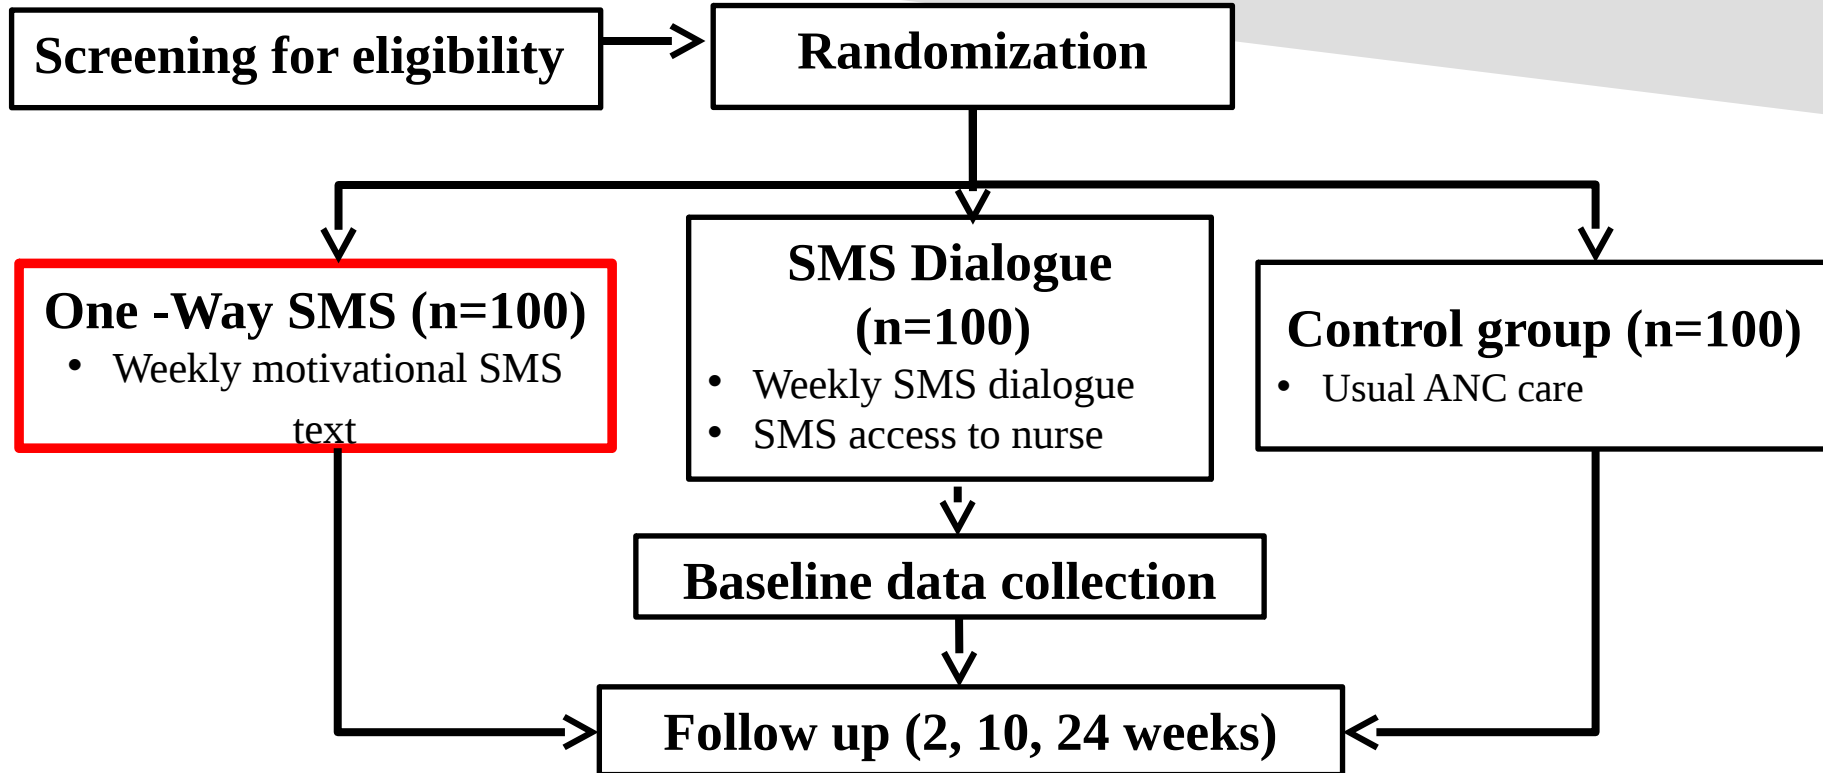 Screening for eligibility
Randomization
One -Way SMS (n=100)
• Weekly motivational SMS
text
SMS Dialogue
(n=100)
• Weekly SMS dialogue
• SMS access to nurse
Control group (n=100)
• Usual ANC care
Baseline data collection
Follow up (2, 10, 24 weeks)